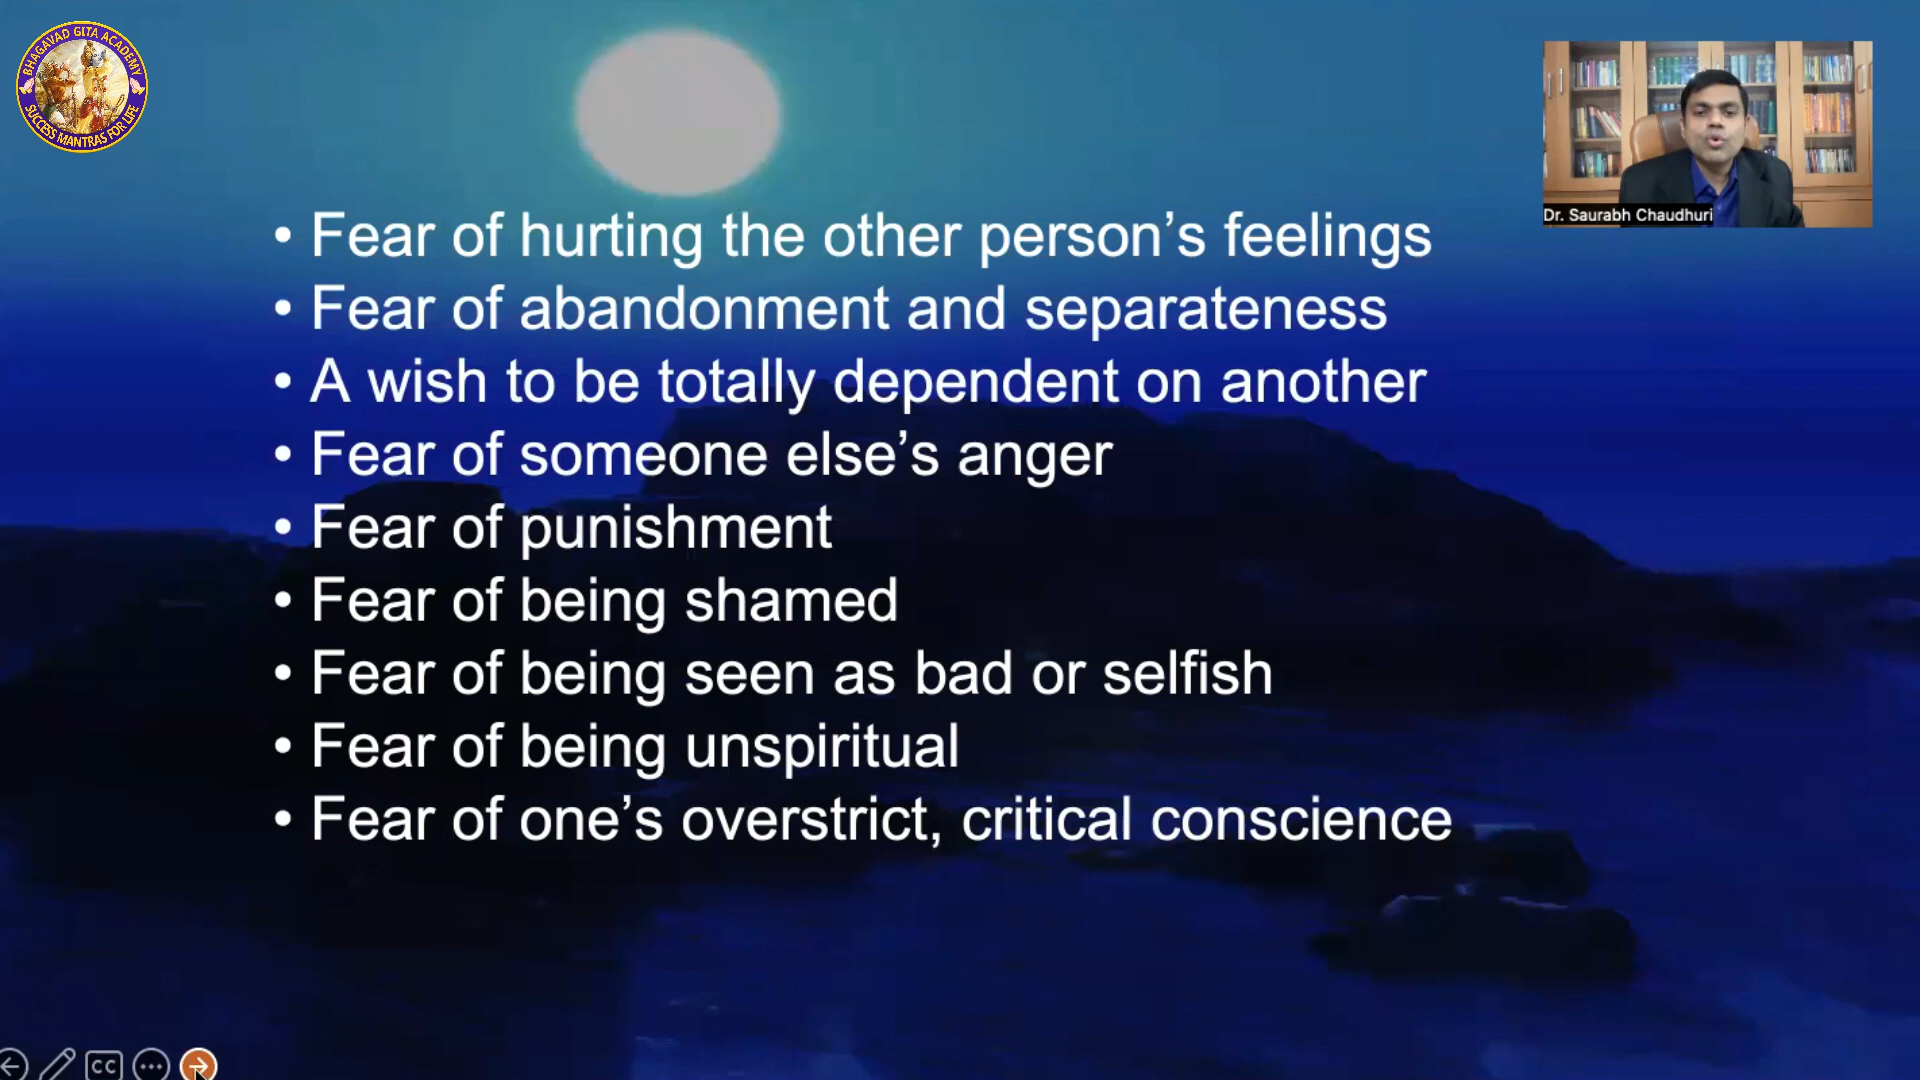 BHAGAVAD GITA ACADEMY
SUCCESS MANTRAS FOR LIFE
Dr. Saurabh Chaudhuri
• Fear of hurting the other person’s feelings
• Fear of abandonment and separateness
• A wish to be totally dependent on another
• Fear of someone else’s anger
• Fear of punishment
• Fear of being shamed
• Fear of being seen as bad or selfish
• Fear of being unspiritual
• Fear of one’s overstrict, critical conscience
CC